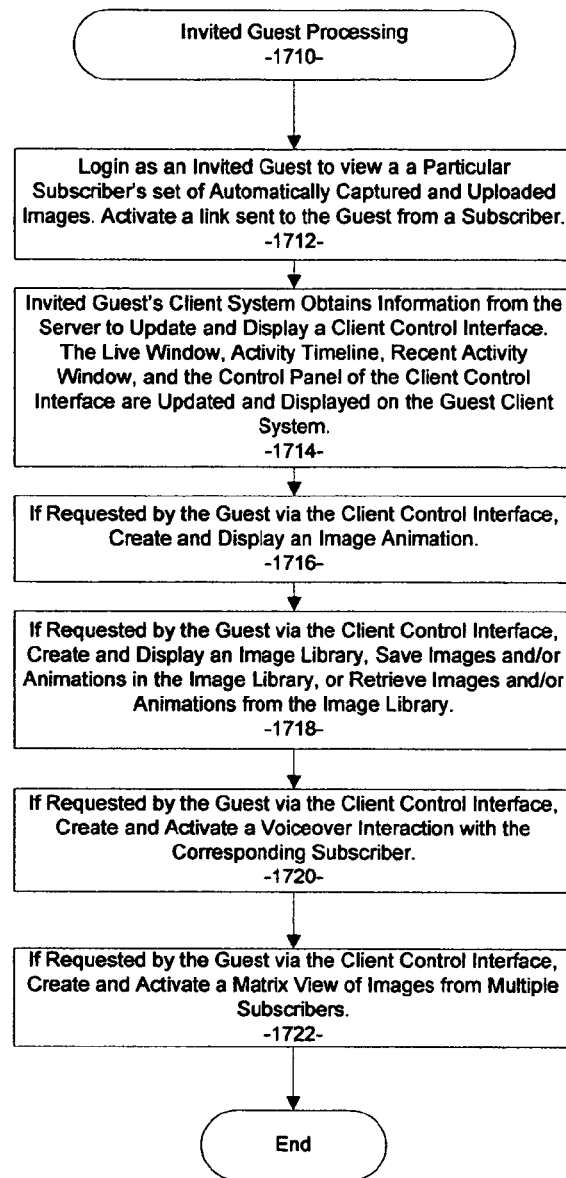 Invited Guest Processing
-1710-
Login as an Invited Guest to view a a Particular
Subscriber's set of Automatically Captured and Uploaded
Images. Activate a link sent to the Guest from a Subscriber.
-1712-
Invited Guest's Client System Obtains Information from the
Server to Update and Display a Client Control Interface.
The Live Window, Activity Timeline, Recent Activity
Window, and the Control Panel of the Client Control
Interface are Updated and Displayed on the Guest Client
System.
-1714-
If Requested by the Guest via the Client Control Interface,
Create and Display an Image Animation.
-1716-
If Requested by the Guest via the Client Control Interface,
Create and Display an Image Library, Save Images and/or
Animations in the Image Library, or Retrieve Images and/or
Animations from the Image Library.
-1718-
If Requested by the Guest via the Client Control Interface,
Create and Activate a Voiceover Interaction with the
Corresponding Subscriber.
-1720-
If Requested by the Guest via the Client Control Interface,
Create and Activate a Matrix View of Images from Multiple
Subscribers.
-1722-
End